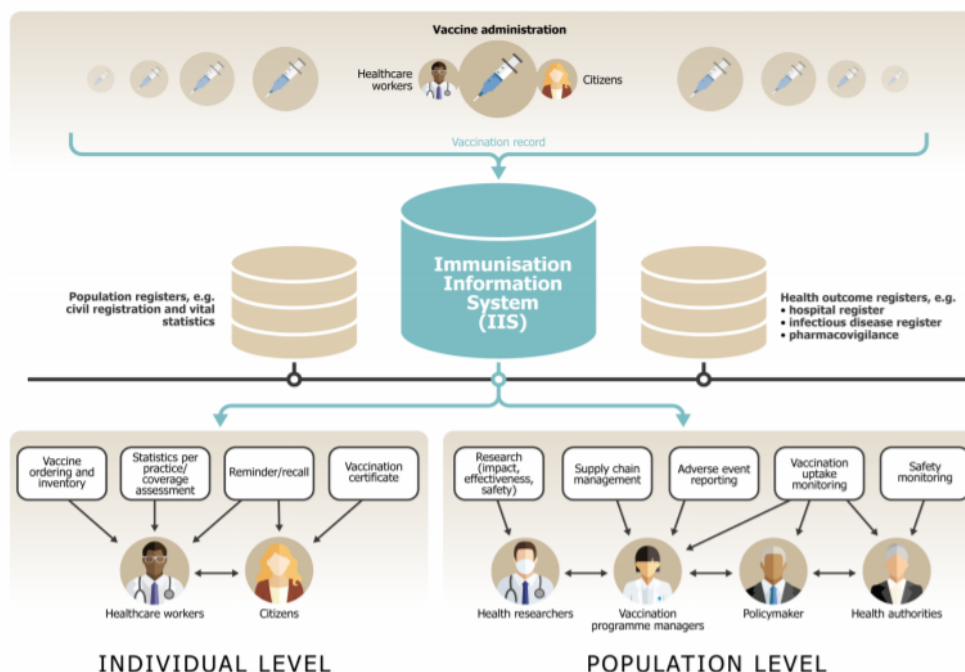 Vaccine administration
Healthcare
workers
Citizens
Vaccination record
Immunisation
Information
System
(IIS)
Population registers, e.g.
civil registration and vital
statistics
Health outcome registers, e.g.
• hospital register
• infectious disease register
• pharmacovigilance
Vaccine
ordering and
inventory
Statistics per
practice/
coverage
assessment
Reminder/recall
Vaccination
certificate
Research
(impact,
effectiveness,
safety)
Supply chain
management
Adverse event
reporting
Vaccination
uptake
monitoring
Safety
monitoring
Healthcare workers
Citizens
Health researchers
Vaccination
programme managers
Policymaker
Health authorities
INDIVIDUAL LEVEL
POPULATION LEVEL